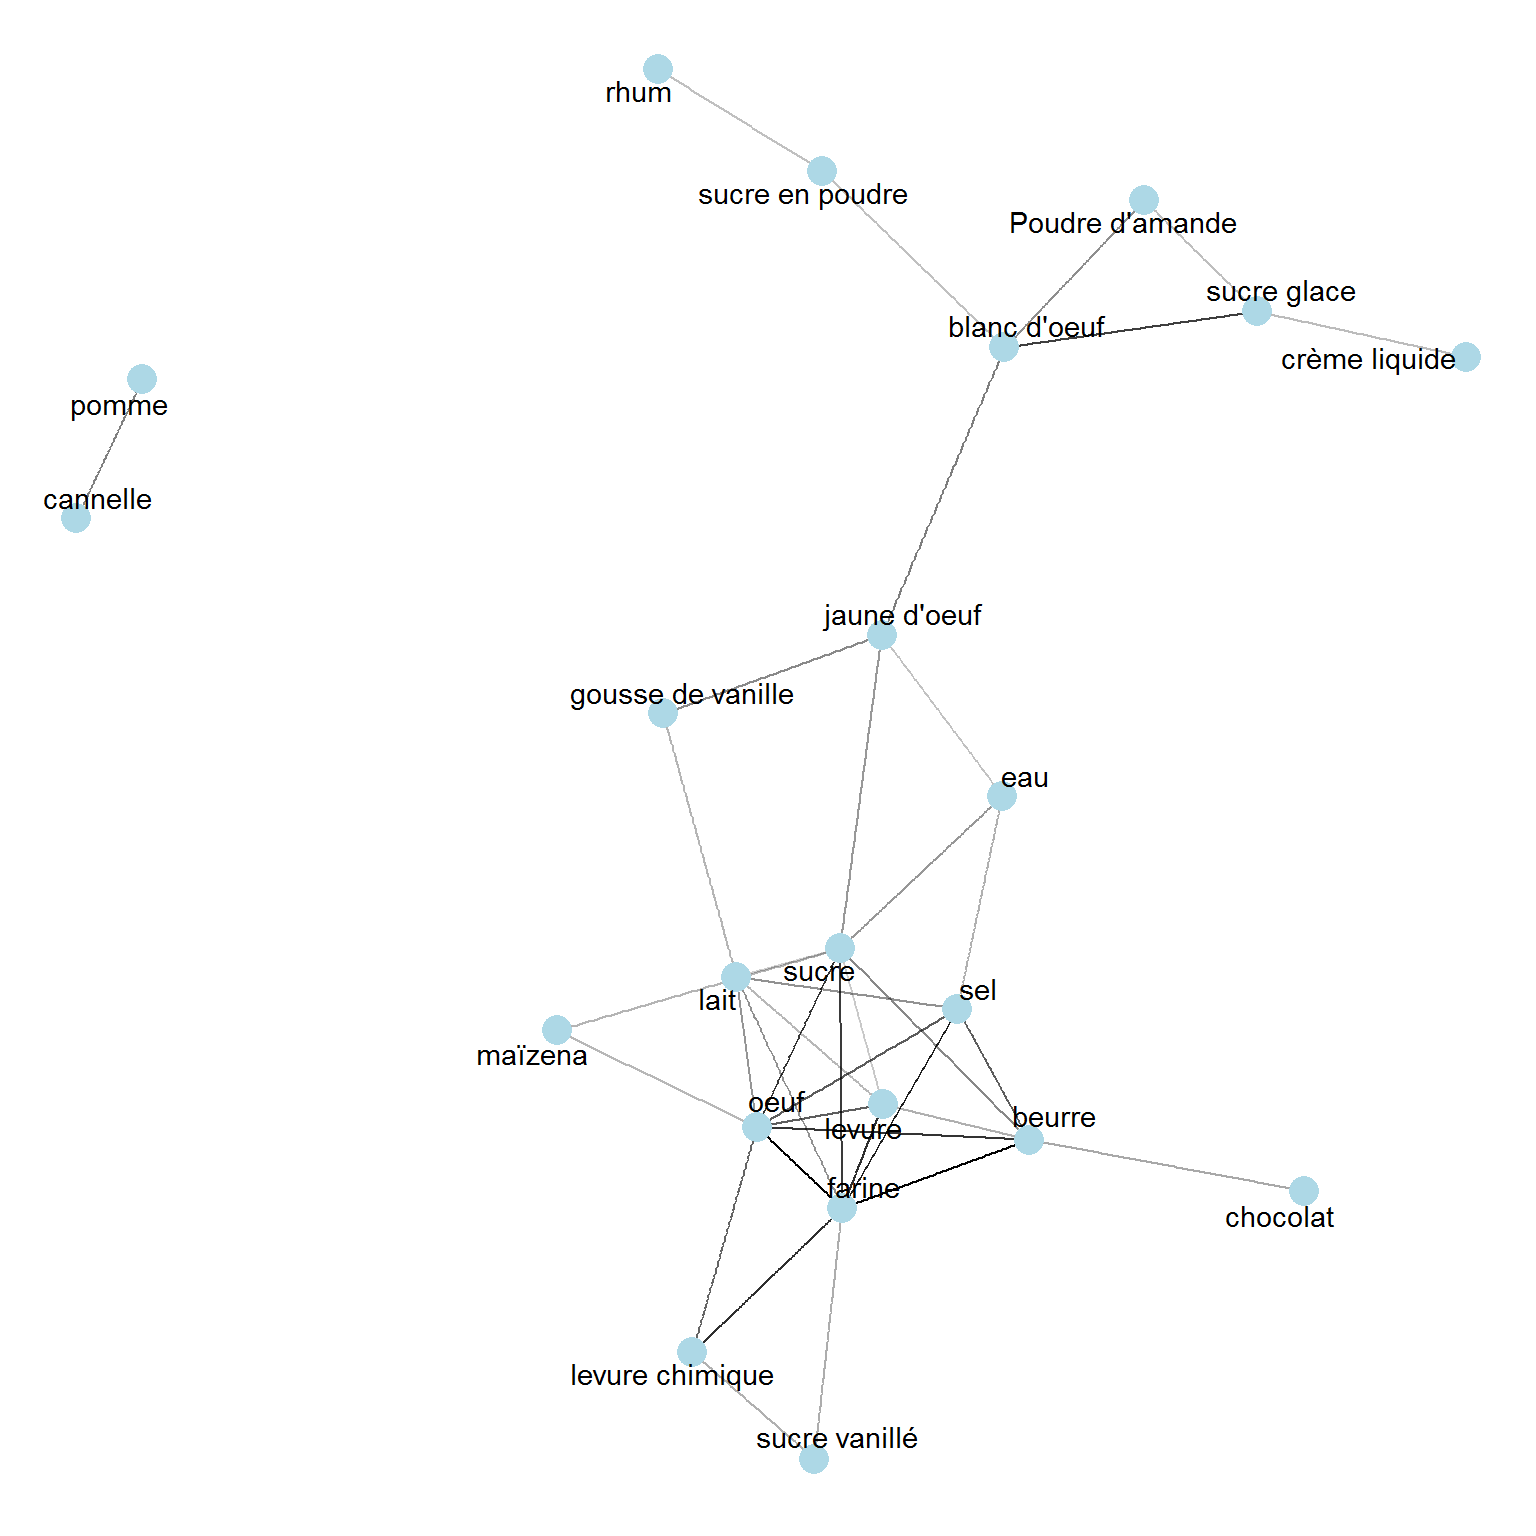 rhum
sucre en poudre
Poudre d'amande
sucre glace
blanc d'oeuf
crème liquide
pomme
cannelle
jaune d'oeuf
gousse de vanille
eau
sucre
sel
lait
maïzena
oeuf
beurre
levure
farine
chocolat
levure chimique
sucre vanillé